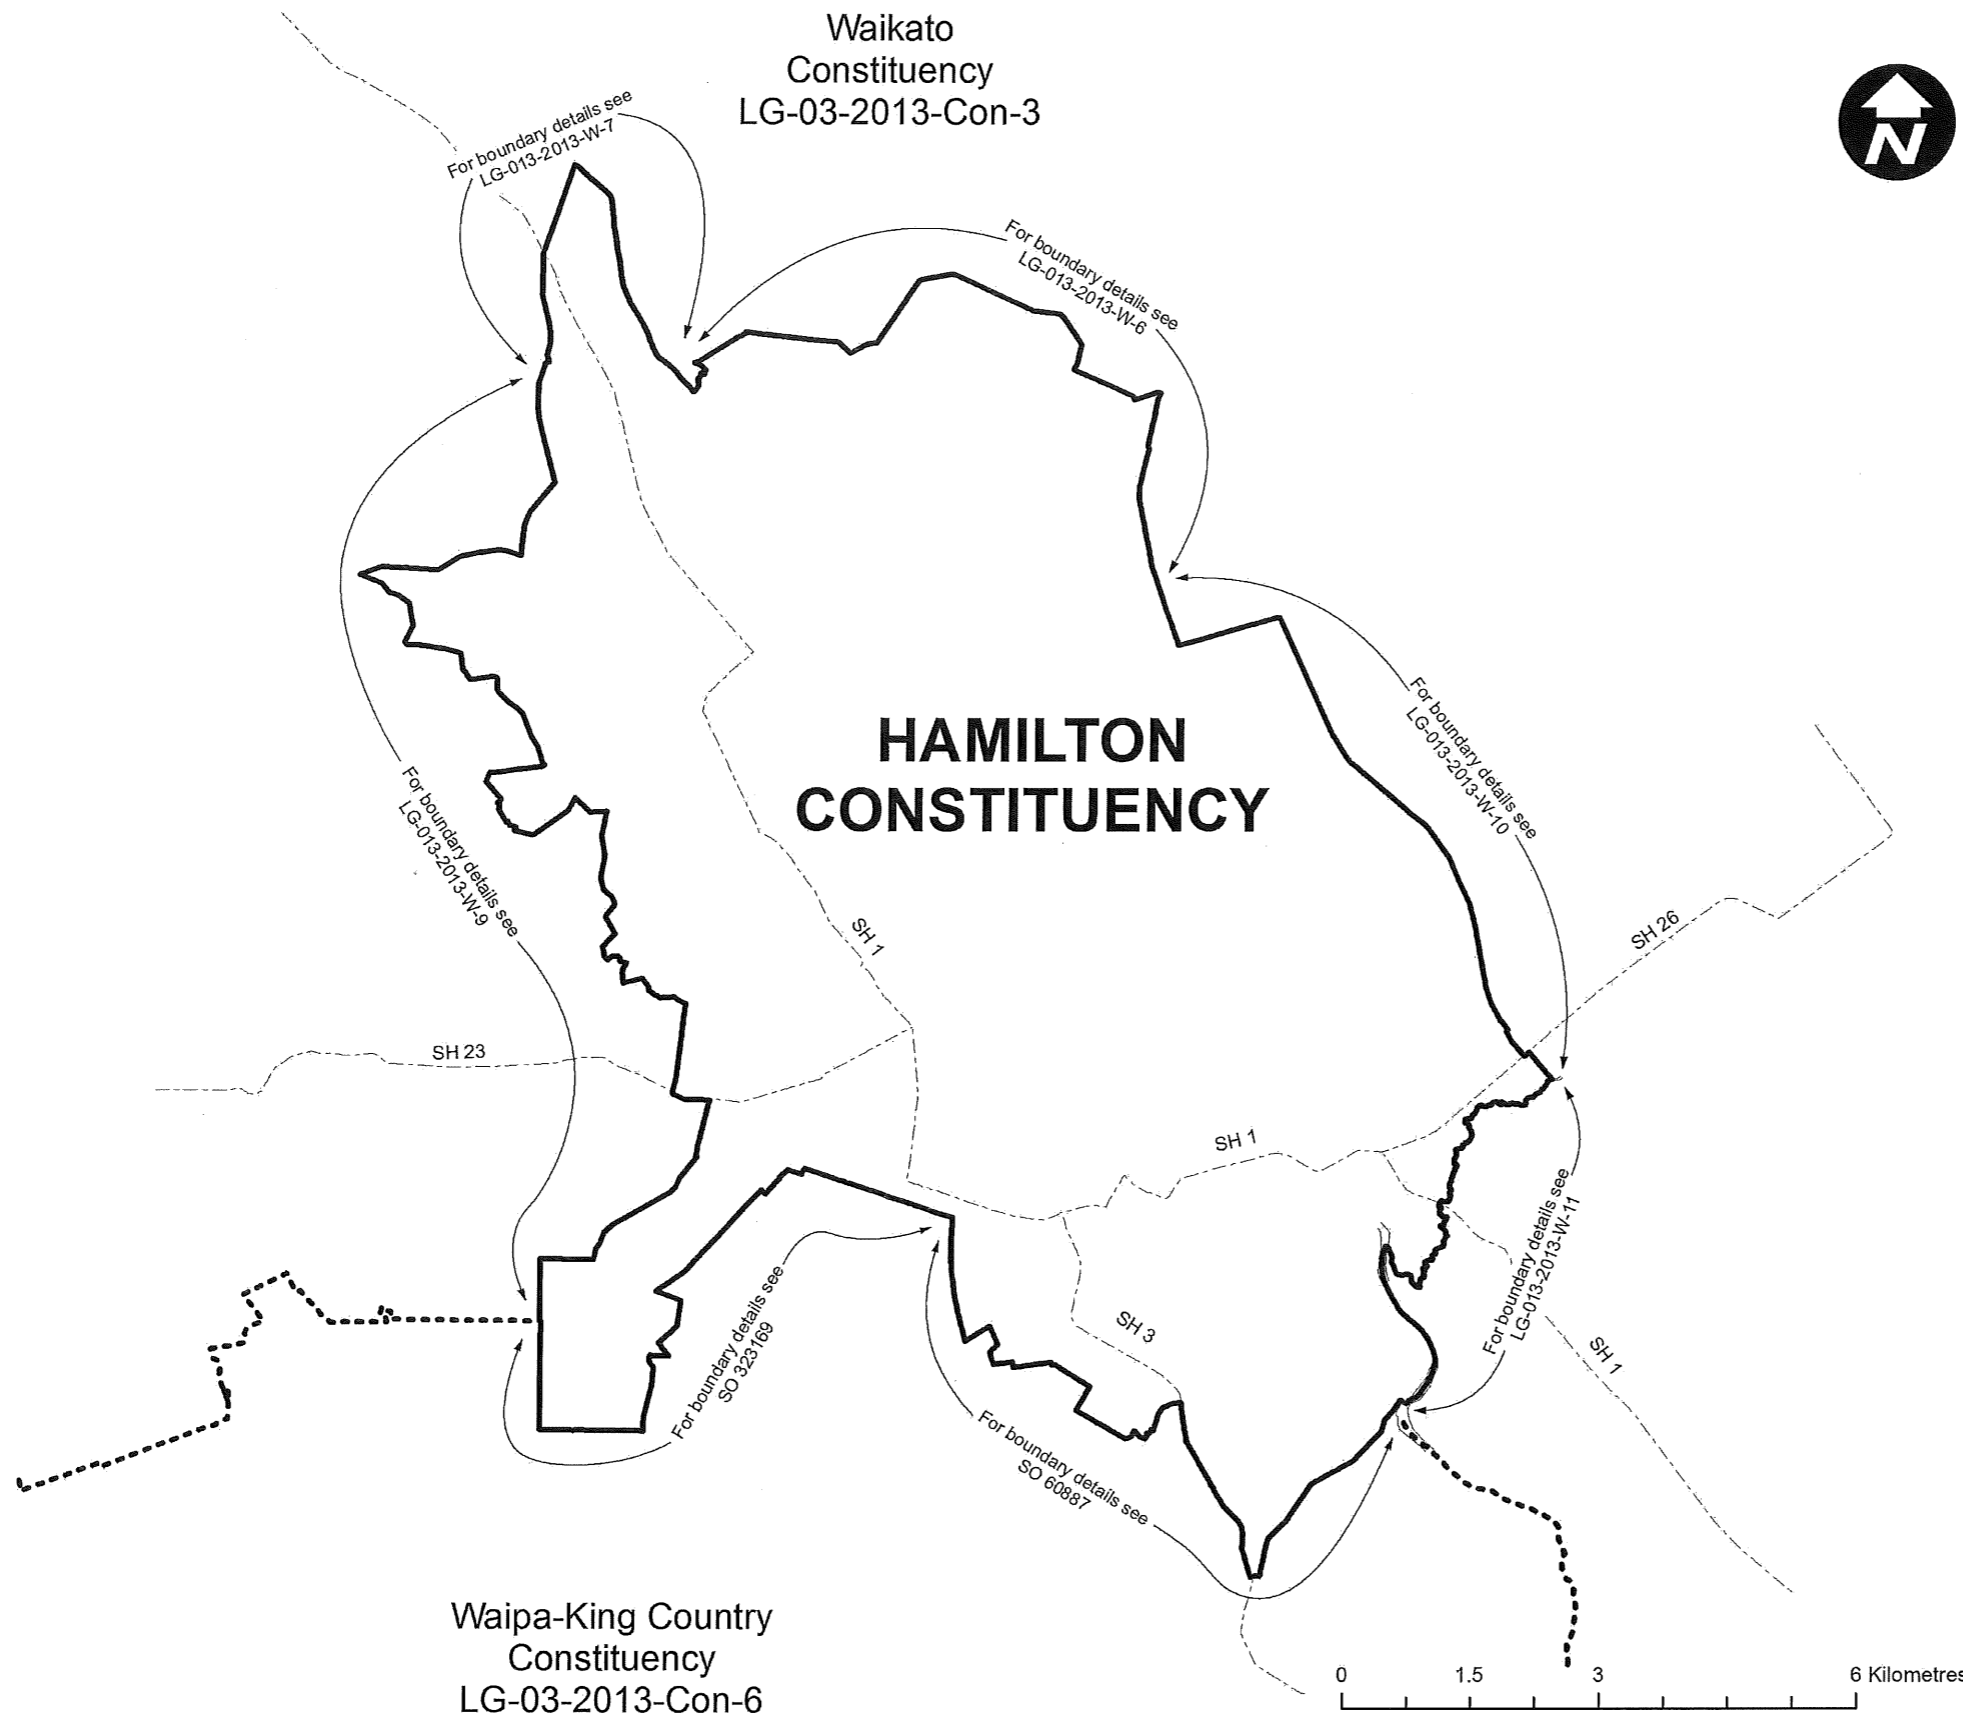 Waikato
Constituency
LG-03-2013-Con-3
N
For boundary details see
LG-013-2013-W-7
For boundary details see
LG-013-2013-W-6
For boundary details see
LG-013-2013-W-10
HAMILTON
CONSTITUENCY
For boundary details see
LG-013-2013-W-9
SH 1
SH 26
SH 23
SH 1
For boundary details see
LG-013-2013-W-11
For boundary details see
SO 323169
SH 3
SH 1
For boundary details see
SO 60887
Waipa-King Country
Constituency
LG-03-2013-Con-6
0 1.5 3 6 Kilometres